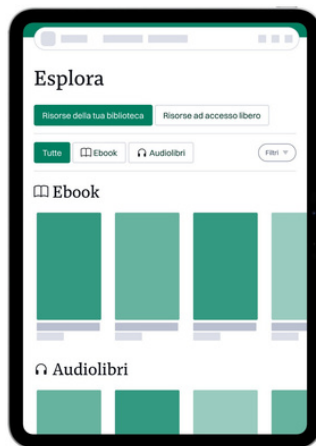 Esplora
Risorse della tua biblioteca Risorse ad accesso libero
Tutte Ebook Audiolibri Filtri
Ebook
Audiolibri